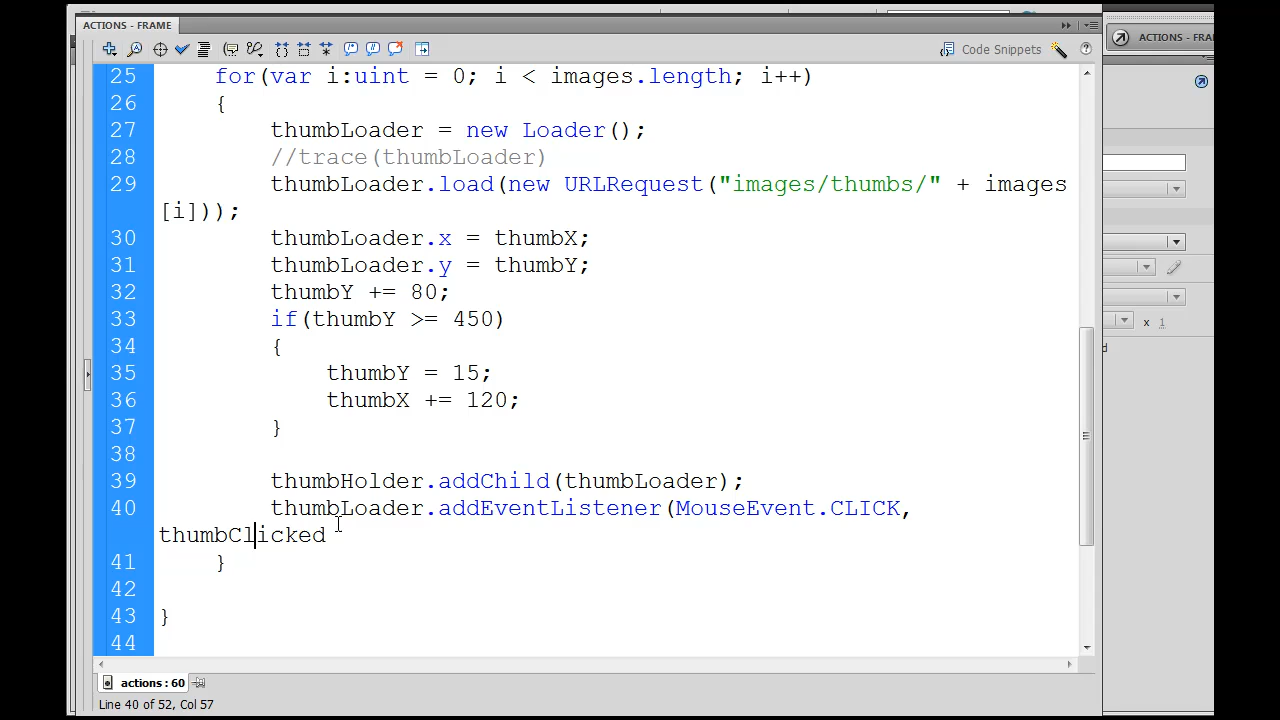 ACTIONS - FRAME
ACTIONS - FRA
Code Snippets
25 for(var i:uint = 0; i < images.length; i++)
26 {
27 thumbLoader = new Loader();
28 //trace(thumbLoader)
29 thumbLoader.load(new URLRequest("images/thumbs/" + images
[i]));
30 thumbLoader.x = thumbX;
31 thumbLoader.y = thumbY;
32 thumbY += 80;
33 if(thumbY >= 450)
34 {
35 thumbY = 15;
36 thumbX += 120;
37 }
38
39 thumbHolder.addChild(thumbLoader);
40 thumbLoader.addEventListener(MouseEvent.CLICK,
thumbClicked
41 }
42
43 }
44
x 1
actions : 60
Line 40 of 52, Col 57